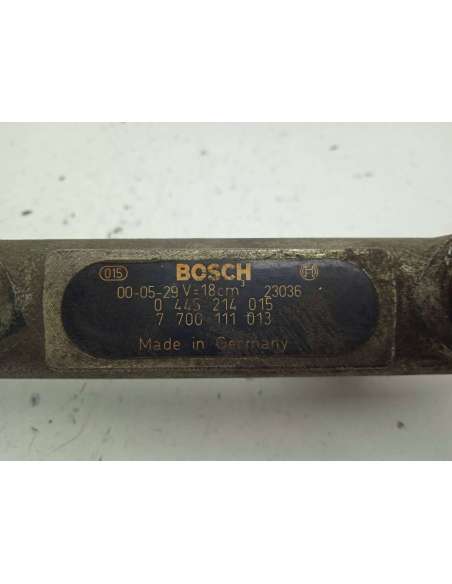 015 BOSCH
00-05-29 V=18cm³ 23036
0 445 214 015
7 700 111 013
Made in Germany